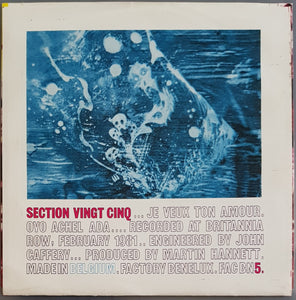 SECTION VINGT CINQ... JE VEUX TON AMOUR.
OYO ACHEL ADA.... RECORDED AT BRITANNIA
ROW; FEBRUARY 1981.. ENGINEERED BY JOHN
CAFFERY... PRODUCED BY MARTIN HANNETT.
MADE IN BELGIUM. FACTORY BENELUX. FAC BN5.